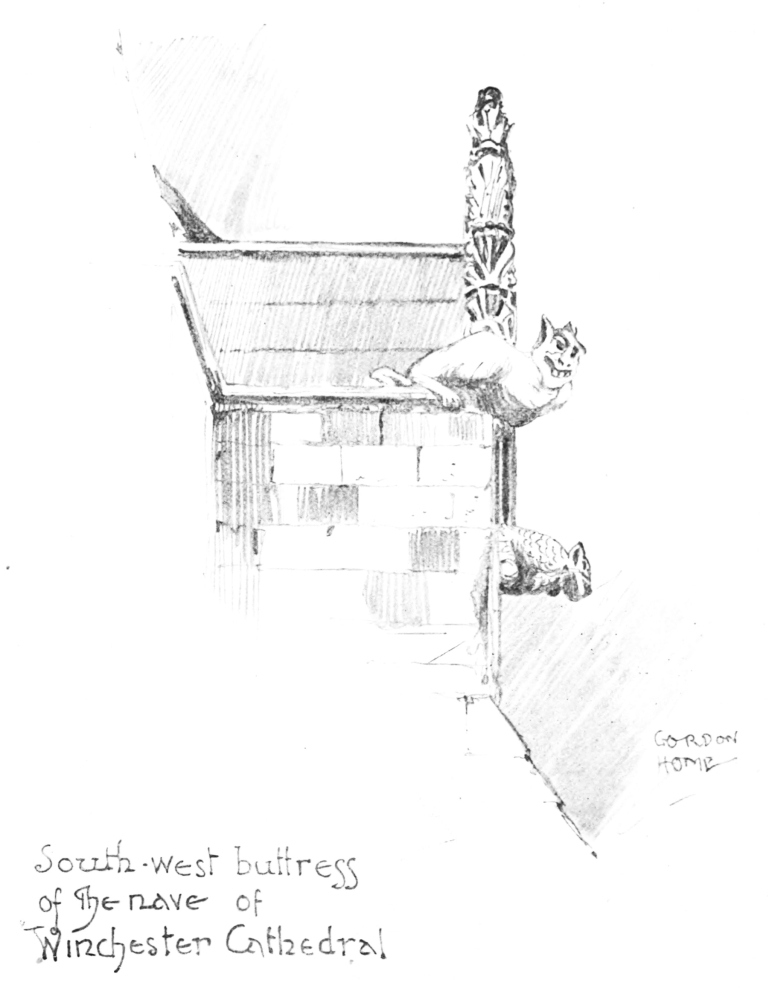 GORDON
HOME
South-west buttress
of the nave of
Winchester Cathedral